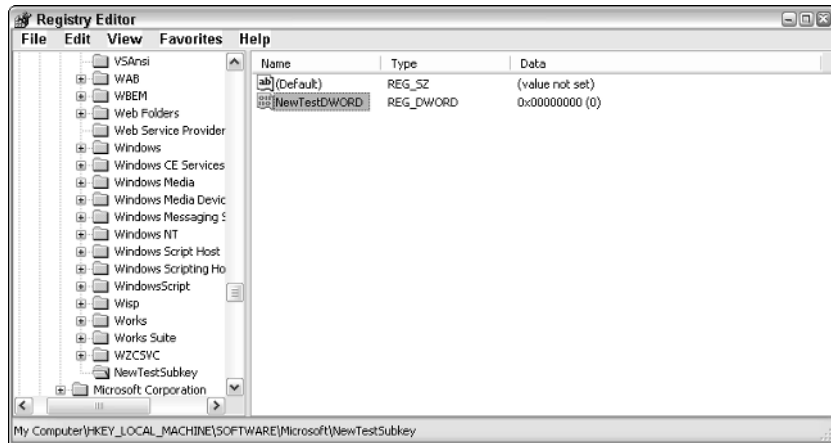 Registry Editor
File Edit View Favorites Help
VSAnsi
WAB
WBEM
Web Folders
Web Service Provider
Windows
Windows CE Services
Windows Media
Windows Media Devic
Windows Messaging S
Windows NT
Windows Script Host
Windows Scripting Ho
WindowsScript
Wisp
Works
Works Suite
WZCSVC
NewTestSubkey
Microsoft Corporation
Name Type Data
(Default) REG_SZ (value not set)
NewTestDWORD REG_DWORD 0x00000000 (0)
My Computer\HKEY_LOCAL_MACHINE\SOFTWARE\Microsoft\NewTestSubkey